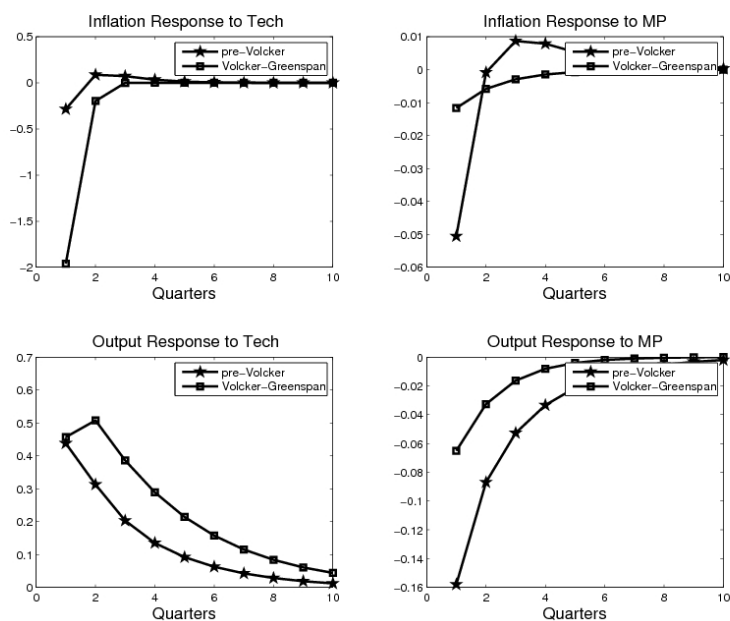 Inflation Response to Tech
0.5
0
−0.5
−1
−1.5
−2
0 2 4 6 8 10
Quarters
pre−Volcker
Volcker−Greenspan
Inflation Response to MP
0.01
0
−0.01
−0.02
−0.03
−0.04
−0.05
−0.06
0 2 4 6 8 10
Quarters
pre−Volcker
Volcker−Greenspan
Output Response to Tech
0.7
0.6
0.5
0.4
0.3
0.2
0.1
0
0 2 4 6 8 10
Quarters
pre−Volcker
Volcker−Greenspan
Output Response to MP
0
−0.02
−0.04
−0.06
−0.08
−0.1
−0.12
−0.14
−0.16
0 2 4 6 8 10
Quarters
pre−Volcker
Volcker−Greenspan